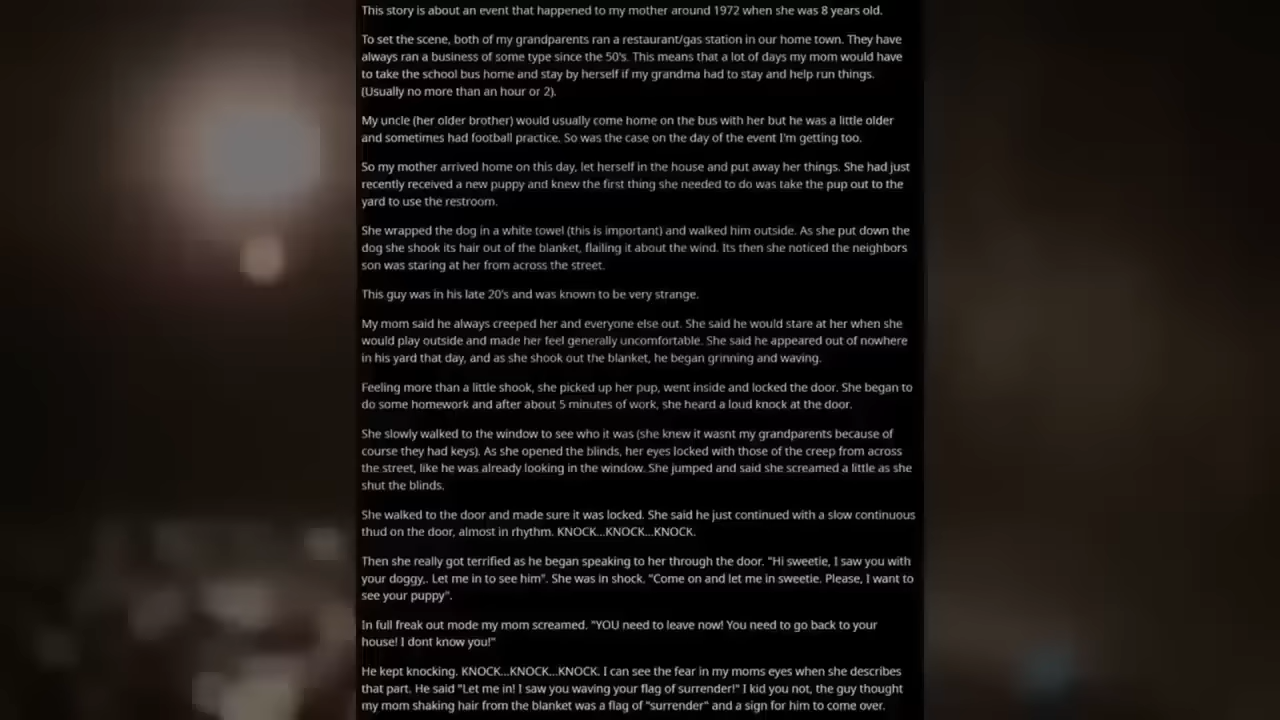 This story is about an event that happened to my mother around 1972 when she was 8 years old.
To set the scene, both of my grandparents ran a restaurant/gas station in our home town. They have
always ran a business of some type since the 50's. This means that a lot of days my mom would have
to take the school bus home and stay by herself if my grandma had to stay and help run things.
(Usually no more than an hour or 2).
My uncle (her older brother) would usually come home on the bus with her but he was a little older
and sometimes had football practice. So was the case on the day of the event I'm getting too.
So my mother arrived home on this day, let herself in the house and put away her things. She had just
recently received a new puppy and knew the first thing she needed to do was take the pup out to the
yard to use the restroom.
She wrapped the dog in a white towel (this is important) and walked him outside. As she put down the
dog she shook its hair out of the blanket, flailing it about the wind. Its then she noticed the neighbors
son was staring at her from across the street.
This guy was in his late 20's and was known to be very strange.
My mom said he always creeped her and everyone else out. She said he would stare at her when she
would play outside and made her feel generally uncomfortable. She said he appeared out of nowhere
in his yard that day, and as she shook out the blanket, he began grinning and waving.
Feeling more than a little shook, she picked up her pup, went inside and locked the door. She began to
do some homework and after about 5 minutes of work, she heard a loud knock at the door.
She slowly walked to the window to see who it was (she knew it wasnt my grandparents because of
course they had keys). As she opened the blinds, her eyes locked with those of the creep from across
the street, like he was already looking in the window. She jumped and said she screamed a little as she
shut the blinds.
She walked to the door and made sure it was locked. She said he just continued with a slow continuous
thud on the door, almost in rhythm. KNOCK...KNOCK...KNOCK.
Then she really got terrified as he began speaking to her through the door. "Hi sweetie, I saw you with
your doggy,. Let me in to see him". She was in shock. "Come on and let me in sweetie. Please, I want to
see your puppy".
In full freak out mode my mom screamed. "YOU need to leave now! You need to go back to your
house! I dont know you!"
He kept knocking. KNOCK...KNOCK...KNOCK. I can see the fear in my moms eyes when she describes
that part. He said "Let me in! I saw you waving your flag of surrender!" I kid you not, the guy thought
my mom shaking hair from the blanket was a flag of "surrender" and a sign for him to come over.